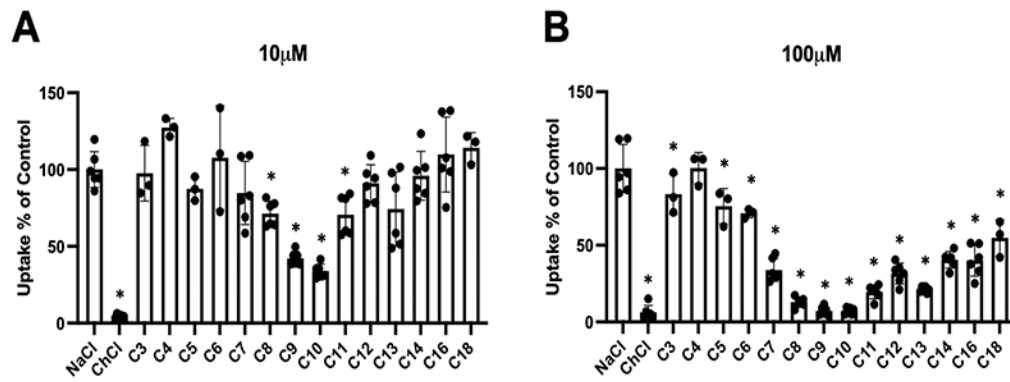 A
10μM
Uptake % of Control
150
100
50
0
*
*
*
*
*
NaCl
ChCl
C3
C4
C5
C6
C7
C8
C9
C10
C11
C12
C13
C14
C16
C18
B
100μM
Uptake % of Control
150
100
50
0
*
*
*
*
*
*
*
*
*
*
*
*
*
*
NaCl
ChCl
C3
C4
C5
C6
C7
C8
C9
C10
C11
C12
C13
C14
C16
C18